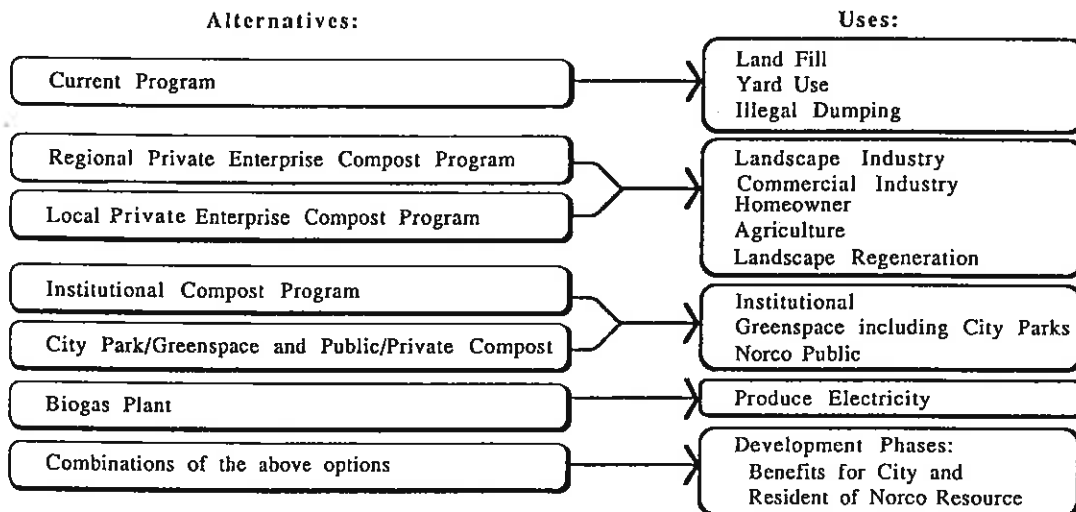 Alternatives:
Uses:
Current Program
Land Fill
Yard Use
Illegal Dumping
Regional Private Enterprise Compost Program
Local Private Enterprise Compost Program
Landscape Industry
Commercial Industry
Homeowner
Agriculture
Landscape Regeneration
Institutional Compost Program
City Park/Greenspace and Public/Private Compost
Institutional
Greenspace including City Parks
Norco Public
Biogas Plant
Produce Electricity
Combinations of the above options
Development Phases:
Benefits for City and
Resident of Norco Resource